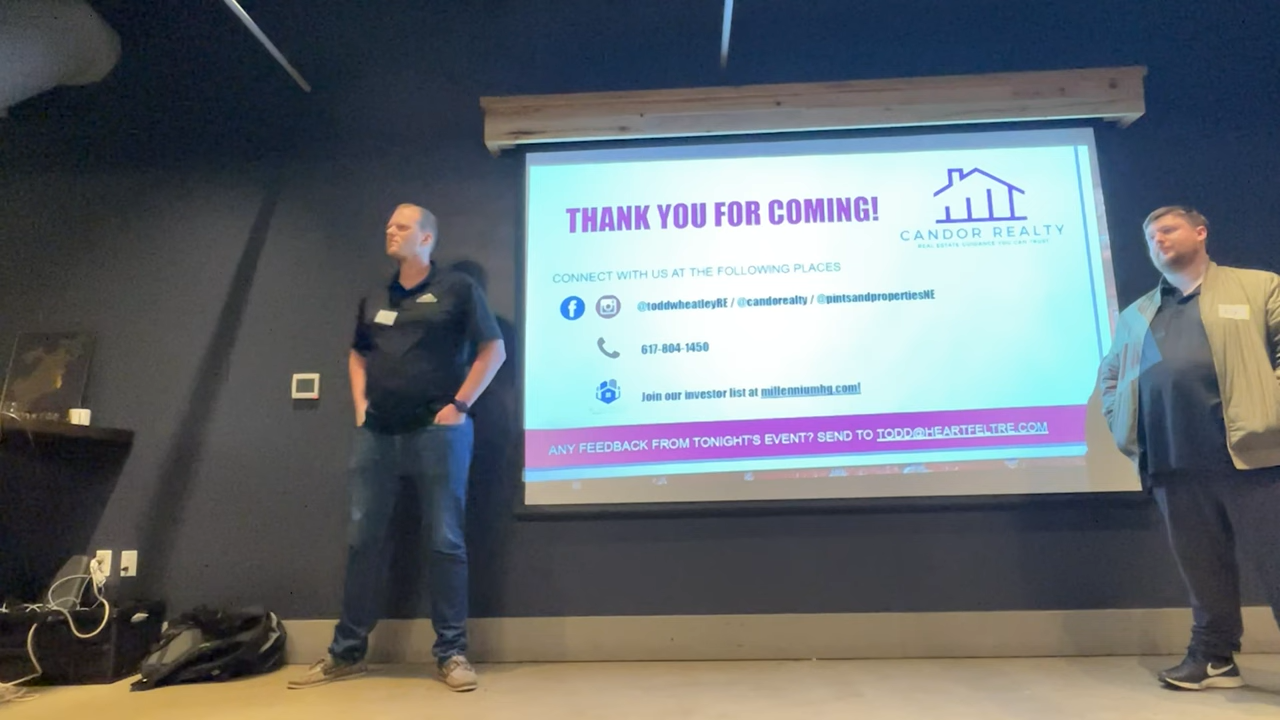 THANK YOU FOR COMING!
CANDOR REALTY
REAL ESTATE GUIDANCE YOU CAN TRUST
CONNECT WITH US AT THE FOLLOWING PLACES
@toddwheatleyRE / @candorealty / @pintsandpropertiesNE
617-804-1450
Join our investor list at millenniumhg.com!
ANY FEEDBACK FROM TONIGHT'S EVENT? SEND TO TODD@HEARTFELTRE.COM